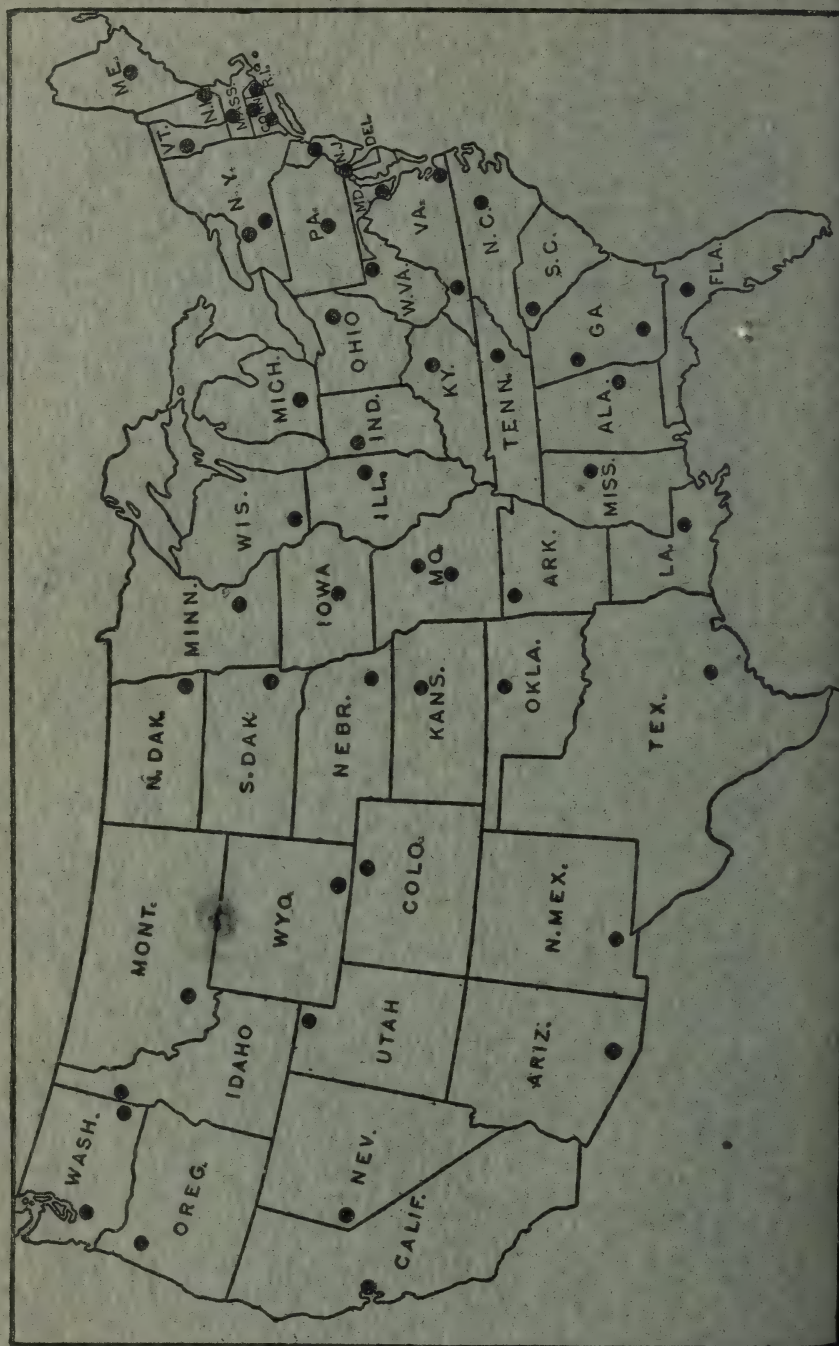 WASH.
OREG.
CALIF.
NEV.
IDAHO
MONT.
WYO.
UTAH
COLO.
ARIZ.
N.MEX.
N. DAK.
S. DAK.
NEBR.
KANS.
OKLA.
TEX.
MINN.
IOWA
MO.
ARK.
LA.
WIS.
ILL.
MICH.
IND.
OHIO
KY.
TENN.
MISS.
ALA.
GA
FLA.
S.C.
N.C.
VA.
W.VA.
MD.
DEL.
N.J.
PA.
N.Y.
VT.
N.H.
MASS.
CONN.
R.I.
ME.